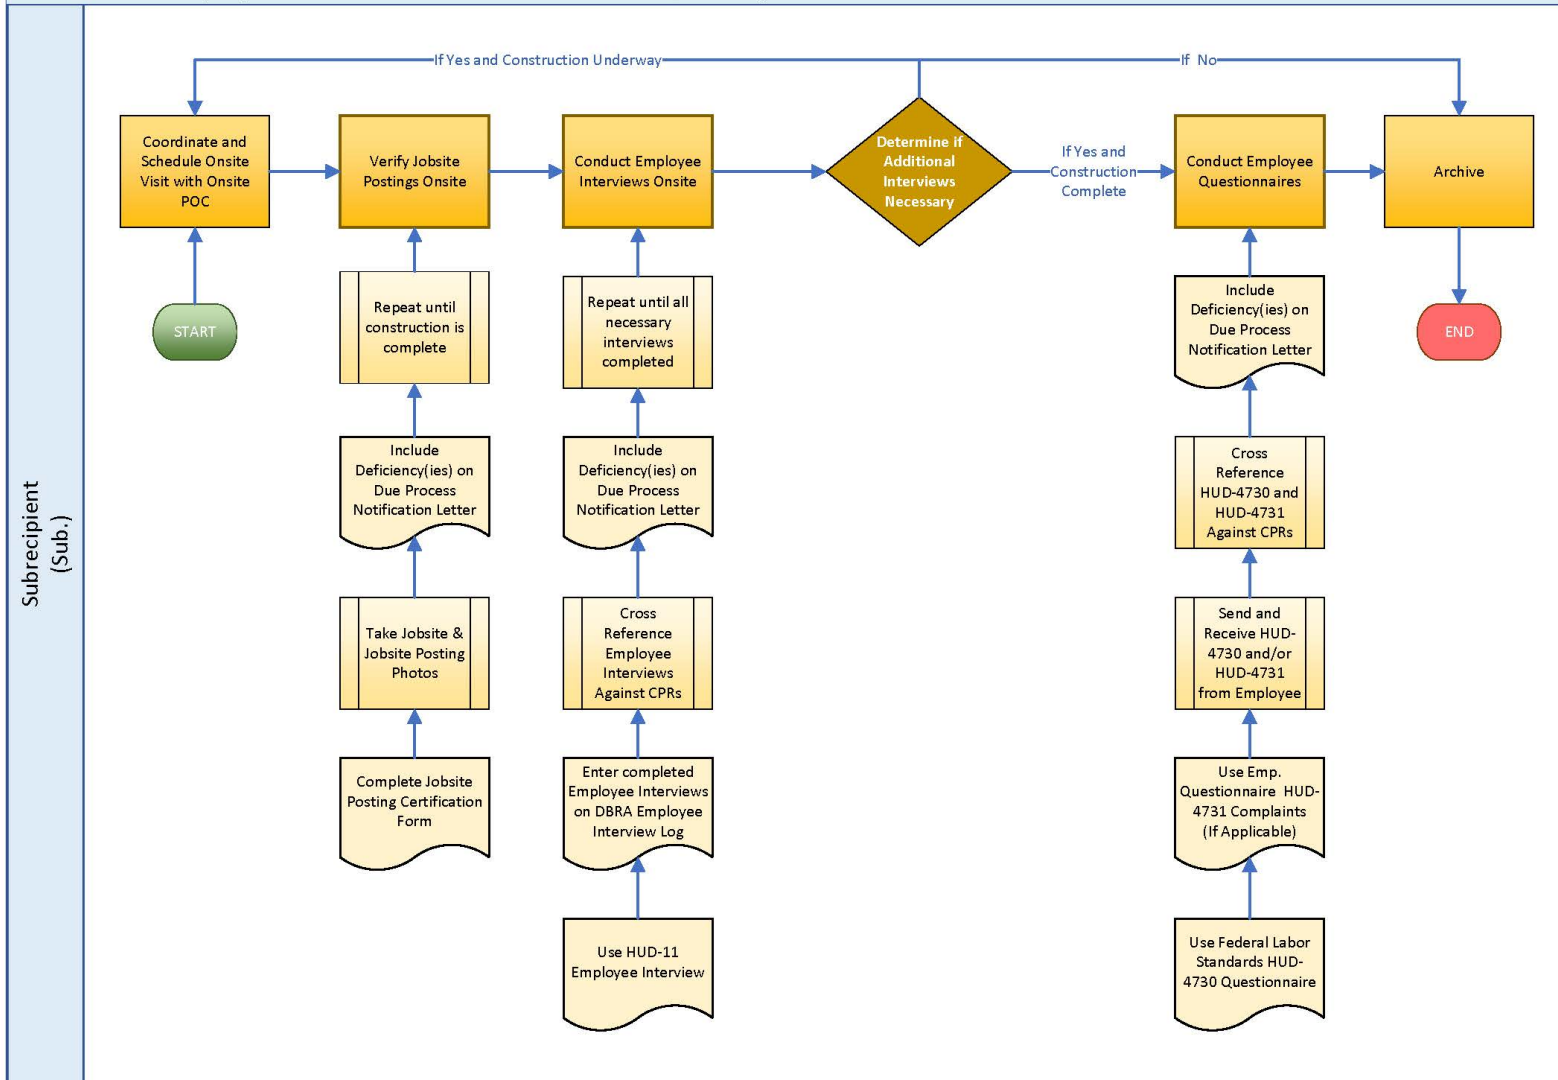 Subrecipient
(Sub.)
If Yes and Construction Underway
If No
Coordinate and
Schedule Onsite
Visit with Onsite
POC
Verify Jobsite
Postings Onsite
Conduct Employee
Interviews Onsite
Determine if
Additional
Interviews
Necessary
If Yes and
Construction
Complete
Conduct Employee
Questionnaires
Archive
START
Repeat until
construction is
complete
Repeat until all
necessary
interviews
completed
Include
Deficiency(ies) on
Due Process
Notification Letter
END
Include
Deficiency(ies) on
Due Process
Notification Letter
Include
Deficiency(ies) on
Due Process
Notification Letter
Cross
Reference
HUD-4730 and
HUD-4731
Against CPRs
Take Jobsite &
Jobsite Posting
Photos
Cross
Reference
Employee
Interviews
Against CPRs
Send and
Receive HUD-
4730 and/or
HUD-4731
from Employee
Complete Jobsite
Posting Certification
Form
Enter completed
Employee Interviews
on DBRA Employee
Interview Log
Use Emp.
Questionnaire HUD-
4731 Complaints
(If Applicable)
Use HUD-11
Employee Interview
Use Federal Labor
Standards HUD-
4730 Questionnaire